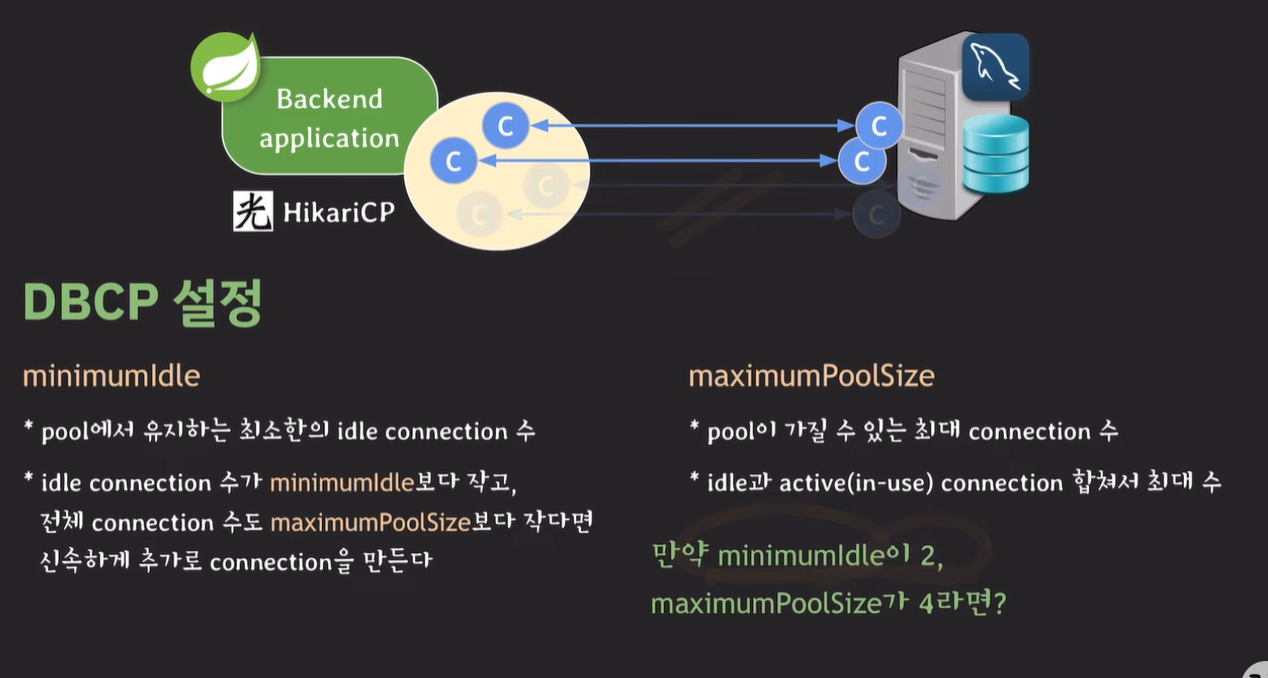 Backend
application
C
C
C
C
C
C
C
光 HikariCP
DBCP 설정
minimumIdle
* pool에서 유지하는 최소한의 idle connection 수
* idle connection 수가 minimumIdle보다 작고,
전체 connection 수도 maximumPoolSize보다 작다면
신속하게 추가로 connection을 만든다
maximumPoolSize
* pool이 가질 수 있는 최대 connection 수
* idle과 active(in-use) connection 합쳐서 최대 수
만약 minimumIdle이 2,
maximumPoolSize가 4라면?